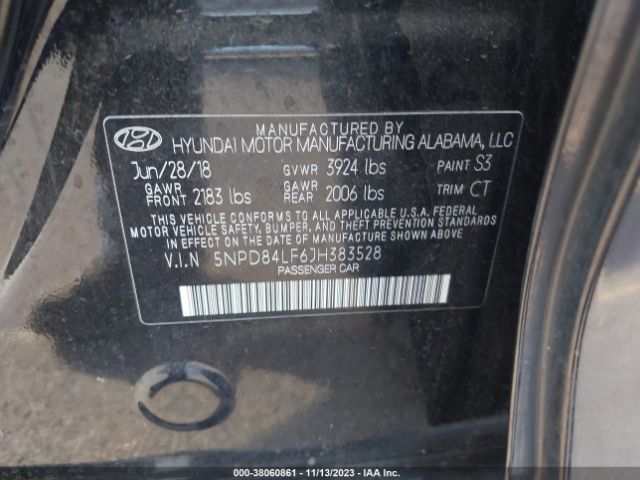 MANUFACTURED BY
HYUNDAI MOTOR MANUFACTURING ALABAMA, LLC
Jun/28/18 GVWR 3924 lbs PAINT S3
GAWR FRONT 2183 lbs GAWR REAR 2006 lbs TRIM CT
THIS VEHICLE CONFORMS TO ALL APPLICABLE U.S.A. FEDERAL
MOTOR VEHICLE SAFETY, BUMPER, AND THEFT PREVENTION STANDARDS
IN EFFECT ON THE DATE OF MANUFACTURE SHOWN ABOVE.
V.I.N 5NPD84LF6JH383528
PASSENGER CAR
000-38060861 - 11/13/2023 - IAA Inc.